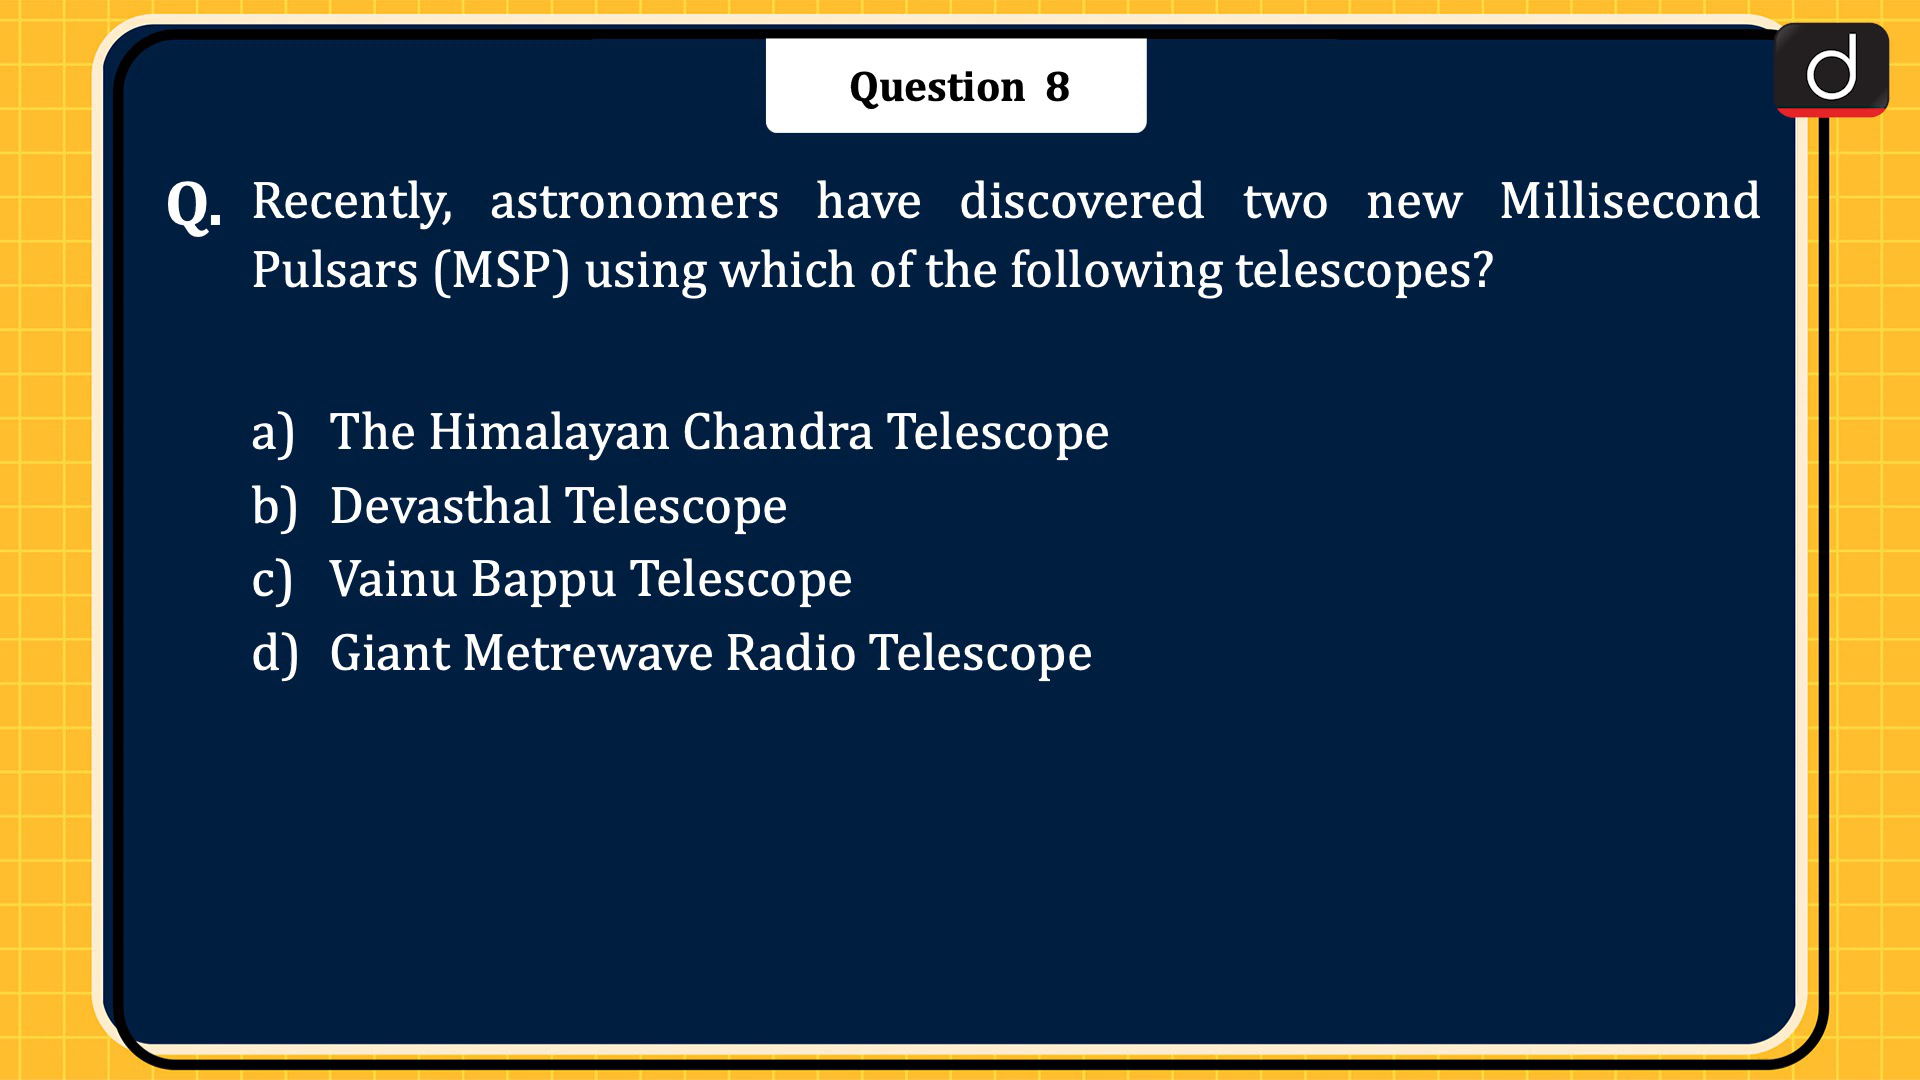 Question 8
Q. Recently, astronomers have discovered two new Millisecond
Pulsars (MSP) using which of the following telescopes?
a) The Himalayan Chandra Telescope
b) Devasthal Telescope
c) Vainu Bappu Telescope
d) Giant Metrewave Radio Telescope
d